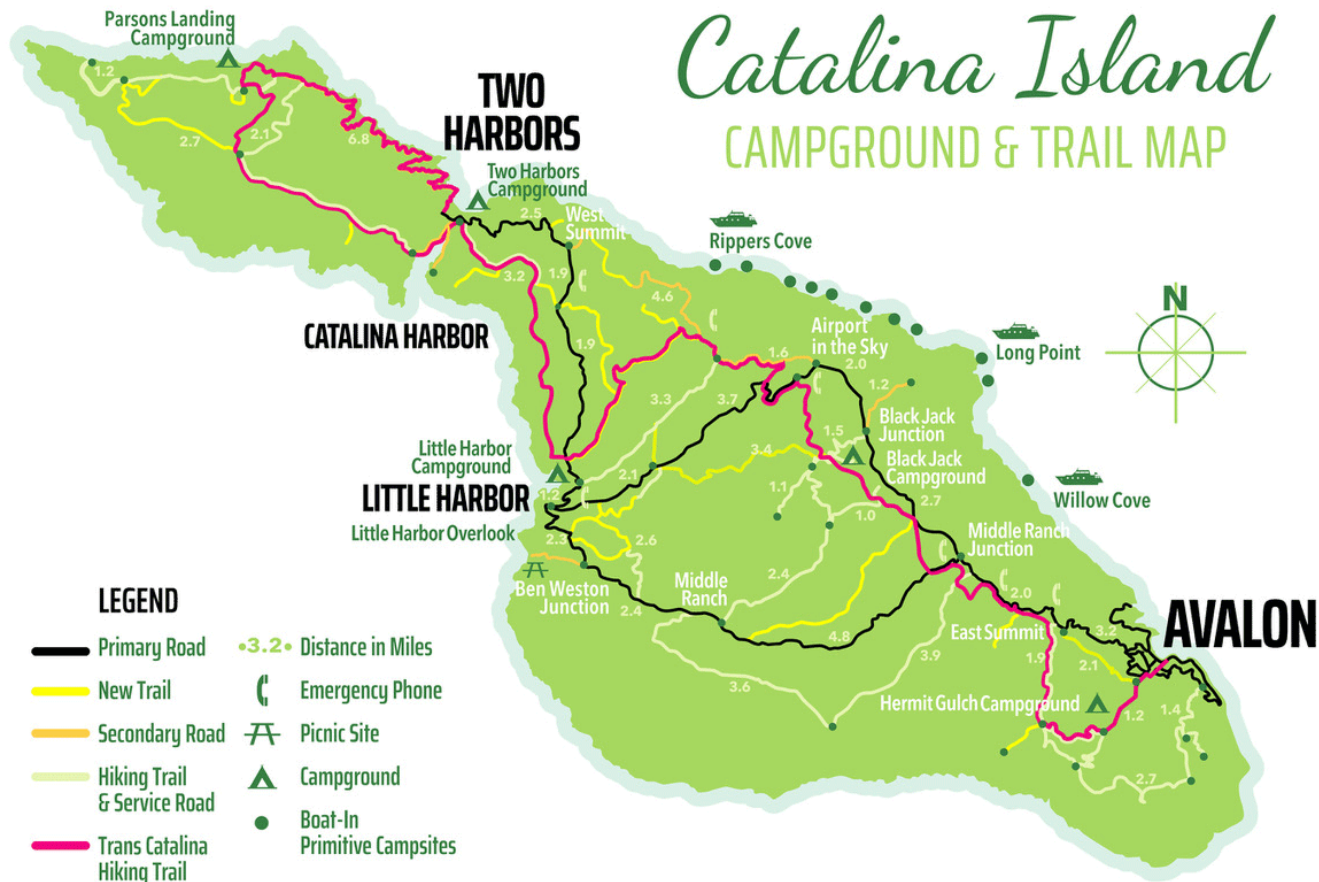 Catalina Island
CAMPGROUND & TRAIL MAP
Parsons Landing
Campground
1.2
2.7
2.1
6.8
TWO
HARBORS
Two Harbors
Campground
2.5
West
Summit
Rippers Cove
N
3.2
1.9
4.6
CATALINA HARBOR
Airport
in the Sky
Long Point
1.9
1.6
2.0
1.2
3.3
3.7
Black Jack
Junction
1.5
Little Harbor
Campground
3.4
Black Jack
Campground
2.1
1.1
Willow Cove
LITTLE HARBOR
1.2
2.7
1.0
Little Harbor Overlook
2.3
2.6
Middle Ranch
Junction
Ben Weston
Junction
Middle
Ranch
2.4
2.4
2.0
AVALON
4.8
East Summit
3.2
3.9
1.9
2.1
3.6
Hermit Gulch Campground
1.2
1.4
2.7
LEGEND
Primary Road
New Trail
Secondary Road
Hiking Trail
& Service Road
Trans Catalina
Hiking Trail
3.2
Distance in Miles
Emergency Phone
Picnic Site
Campground
Boat-In
Primitive Campsites